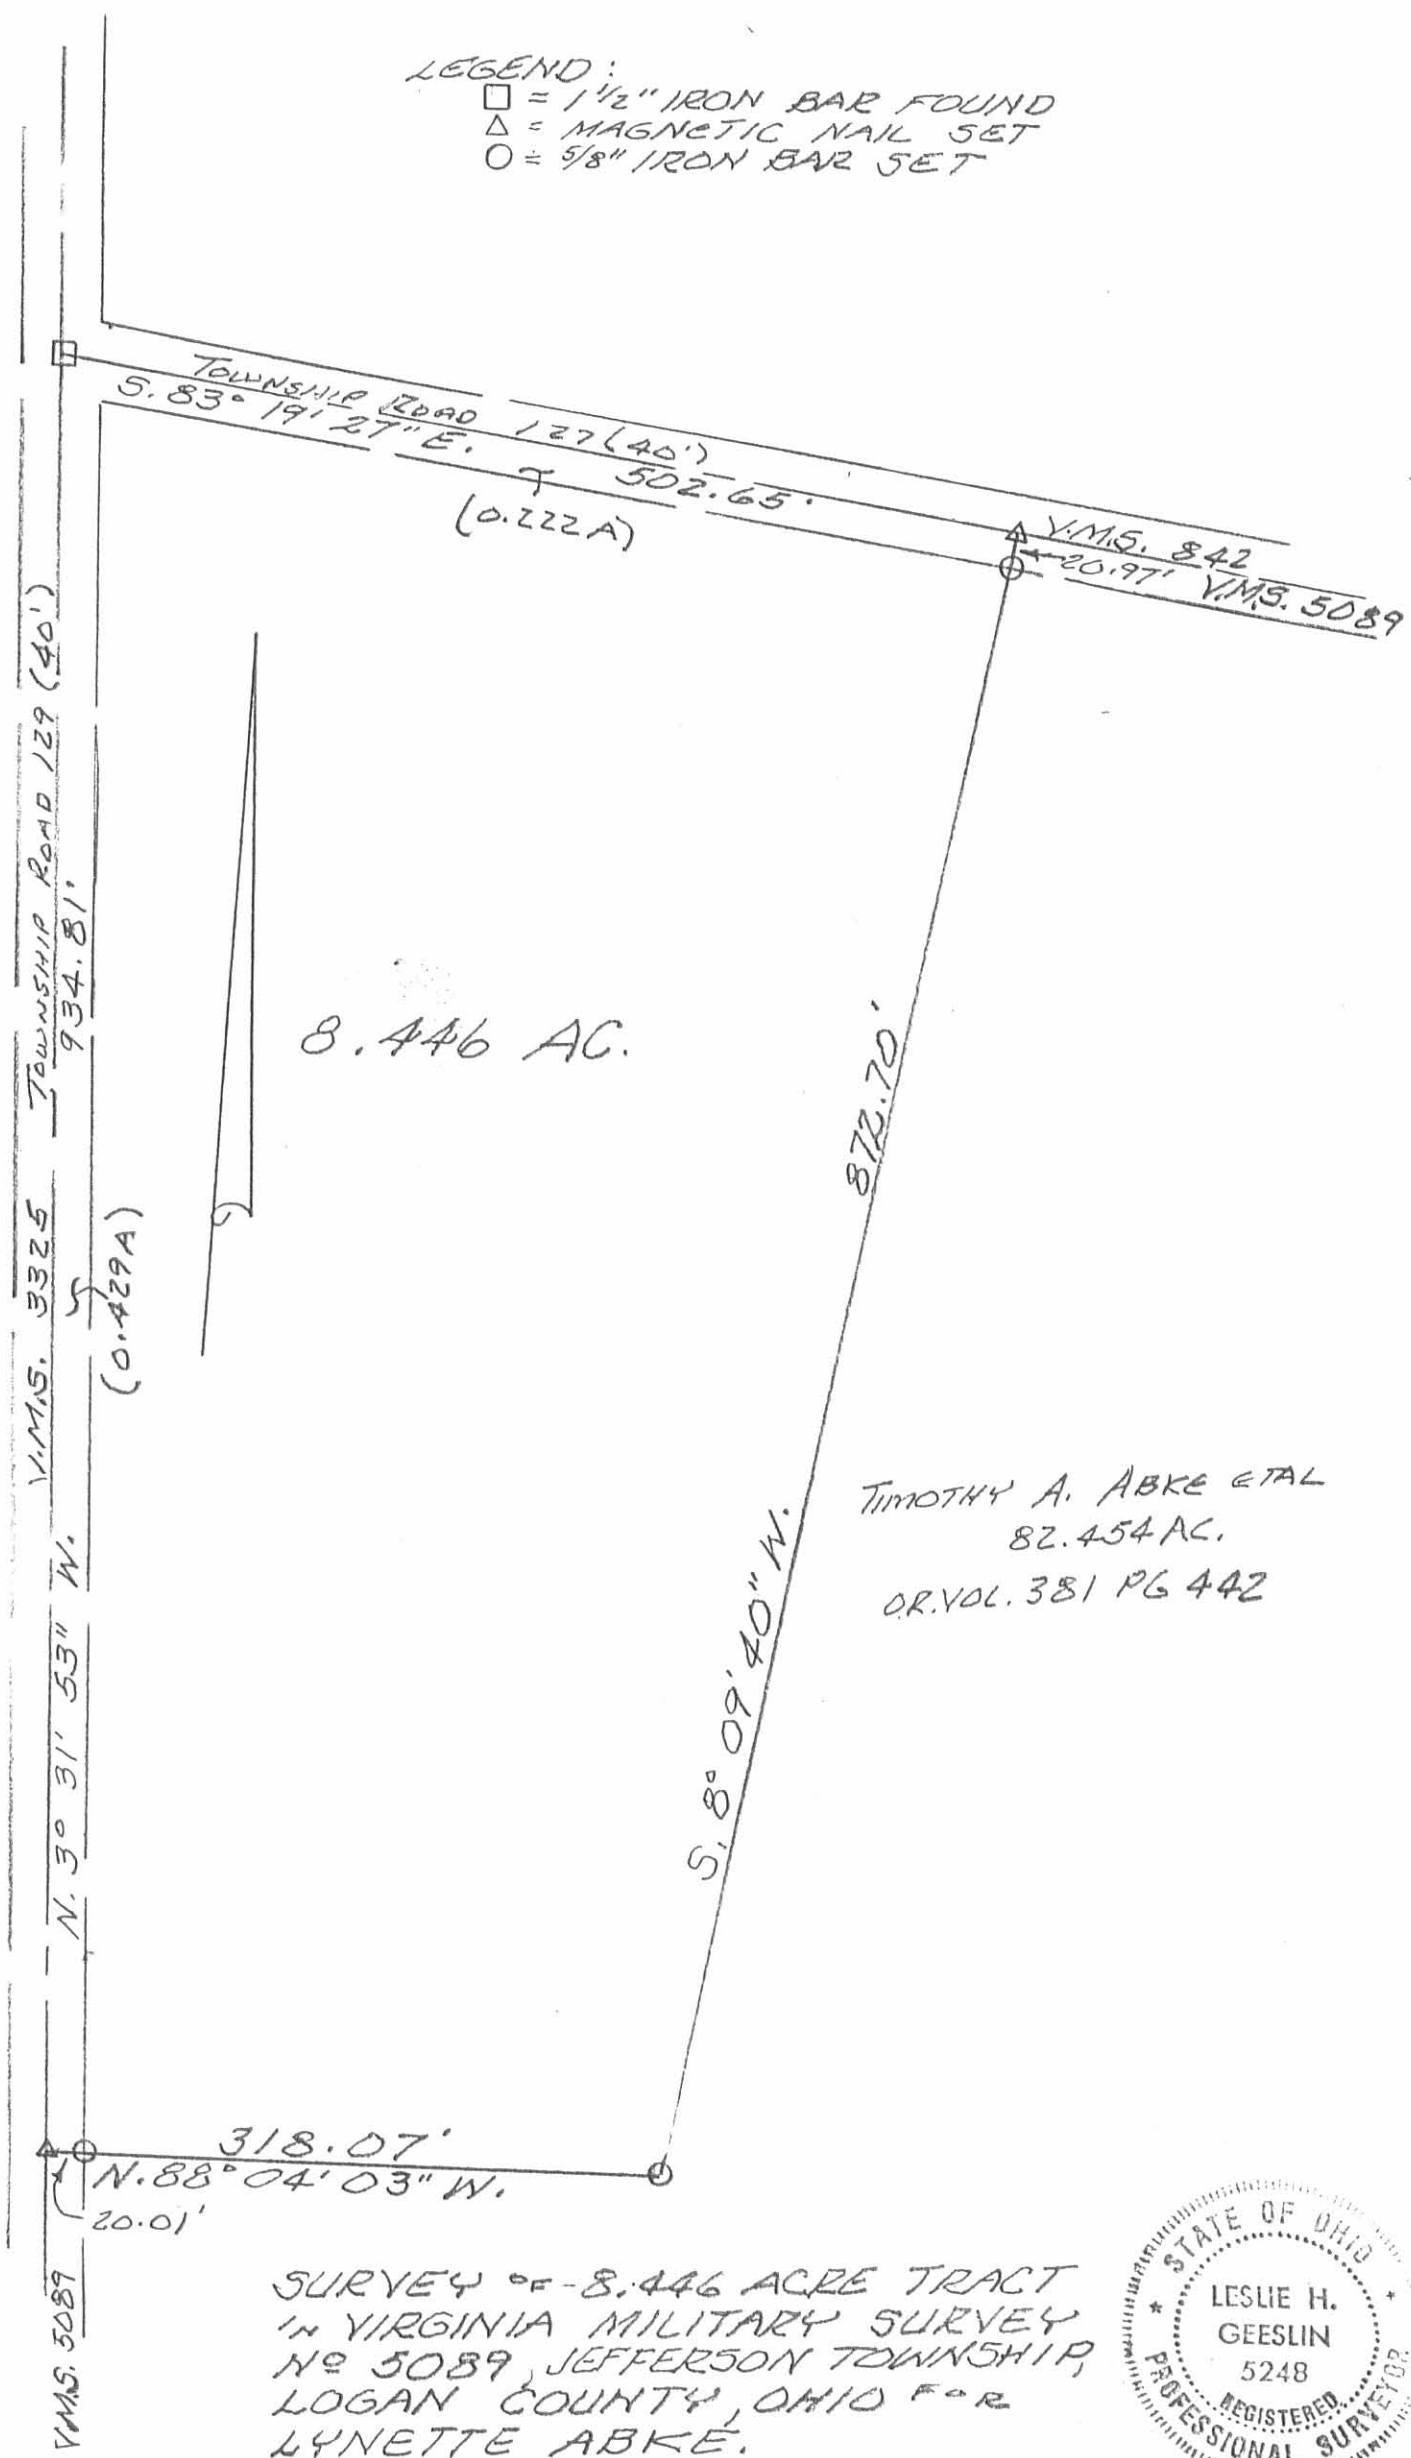 LEGEND:
□ = 1 1/2" IRON BAR FOUND
△ = MAGNETIC NAIL SET
○ = 5/8" IRON BAR SET
TOWNSHIP ROAD 127 (40')
S. 83° 19' 27" E. 502.65'
(0.222A)
V.M.S. 842
20.97' V.M.S. 5089
TOWNSHIP ROAD 129 (40')
934.81'
8.446 AC.
872.70'
V.M.S. 3325
(0.429A)
N. 3° 31' 53" W.
S. 8° 09' 40" W.
TIMOTHY A. ABKE ETAL
82.454 AC.
O.R. VOL. 381 PG 442
318.07'
N. 88° 04' 03" W.
20.01'
V.M.S. 5089
SURVEY OF 8.446 ACRE TRACT
IN VIRGINIA MILITARY SURVEY
Nº 5089, JEFFERSON TOWNSHIP,
LOGAN COUNTY, OHIO FOR
LYNETTE ABKE.
STATE OF OHIO
LESLIE H.
GEESLIN
5248
REGISTERED
PROFESSIONAL SURVEYOR